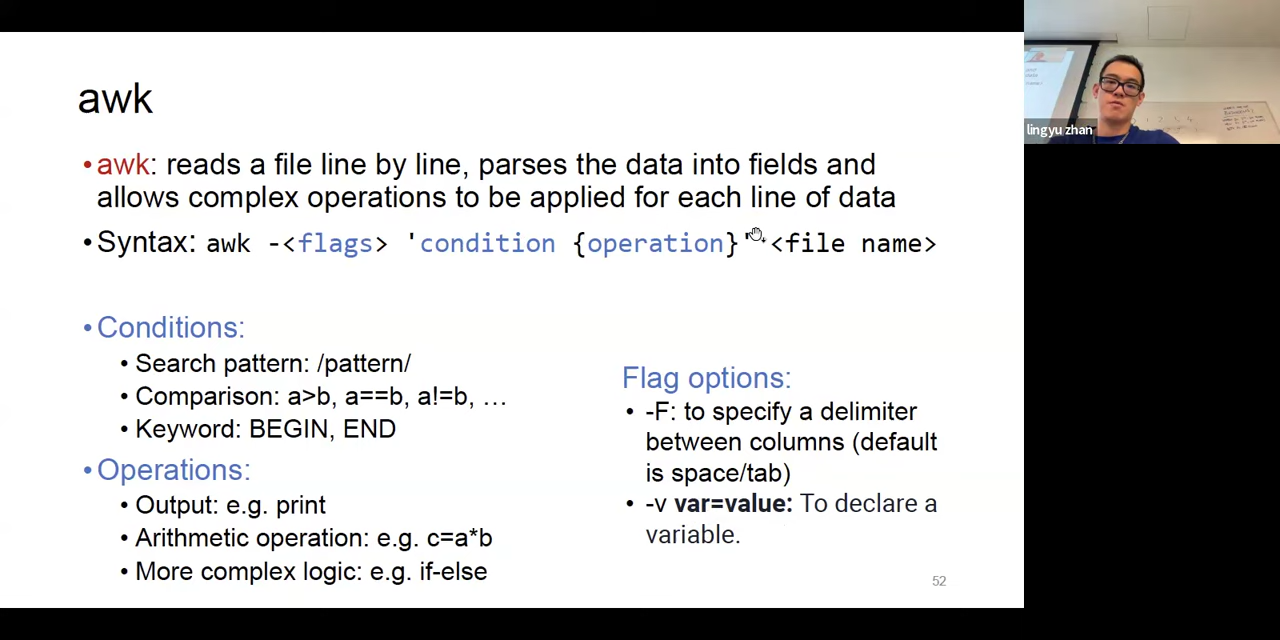 awk
•awk: reads a file line by line, parses the data into fields and
allows complex operations to be applied for each line of data
•Syntax: awk -<flags> 'condition {operation}' <file name>
•Conditions:
• Search pattern: /pattern/
• Comparison: a>b, a==b, a!=b, …
• Keyword: BEGIN, END
•Operations:
• Output: e.g. print
• Arithmetic operation: e.g. c=a*b
• More complex logic: e.g. if-else
Flag options:
• -F: to specify a delimiter
between columns (default
is space/tab)
• -v var=value: To declare a
variable.
52
lingyu zhan